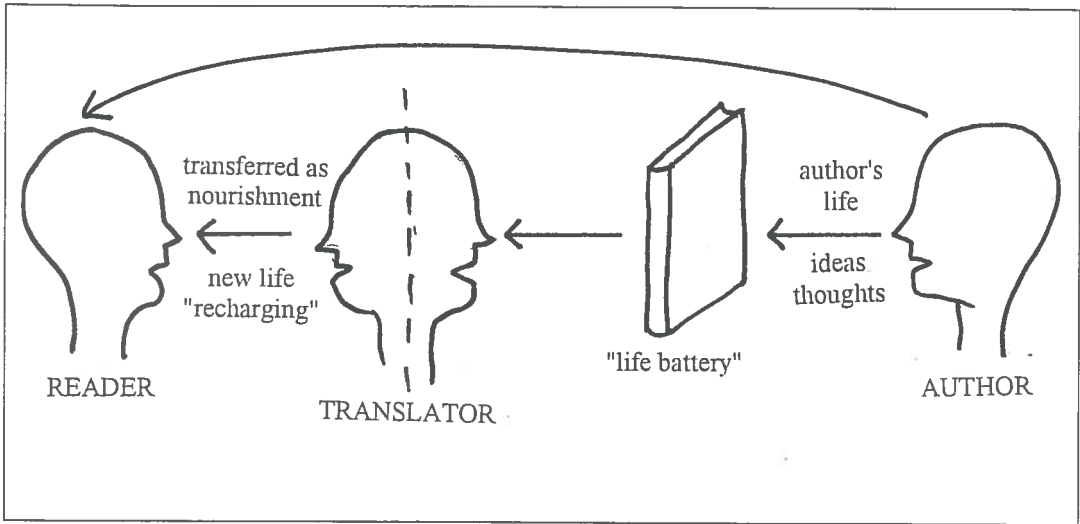 transferred as
nourishment
new life
"recharging"
READER
TRANSLATOR
"life battery"
author's
life
ideas
thoughts
AUTHOR